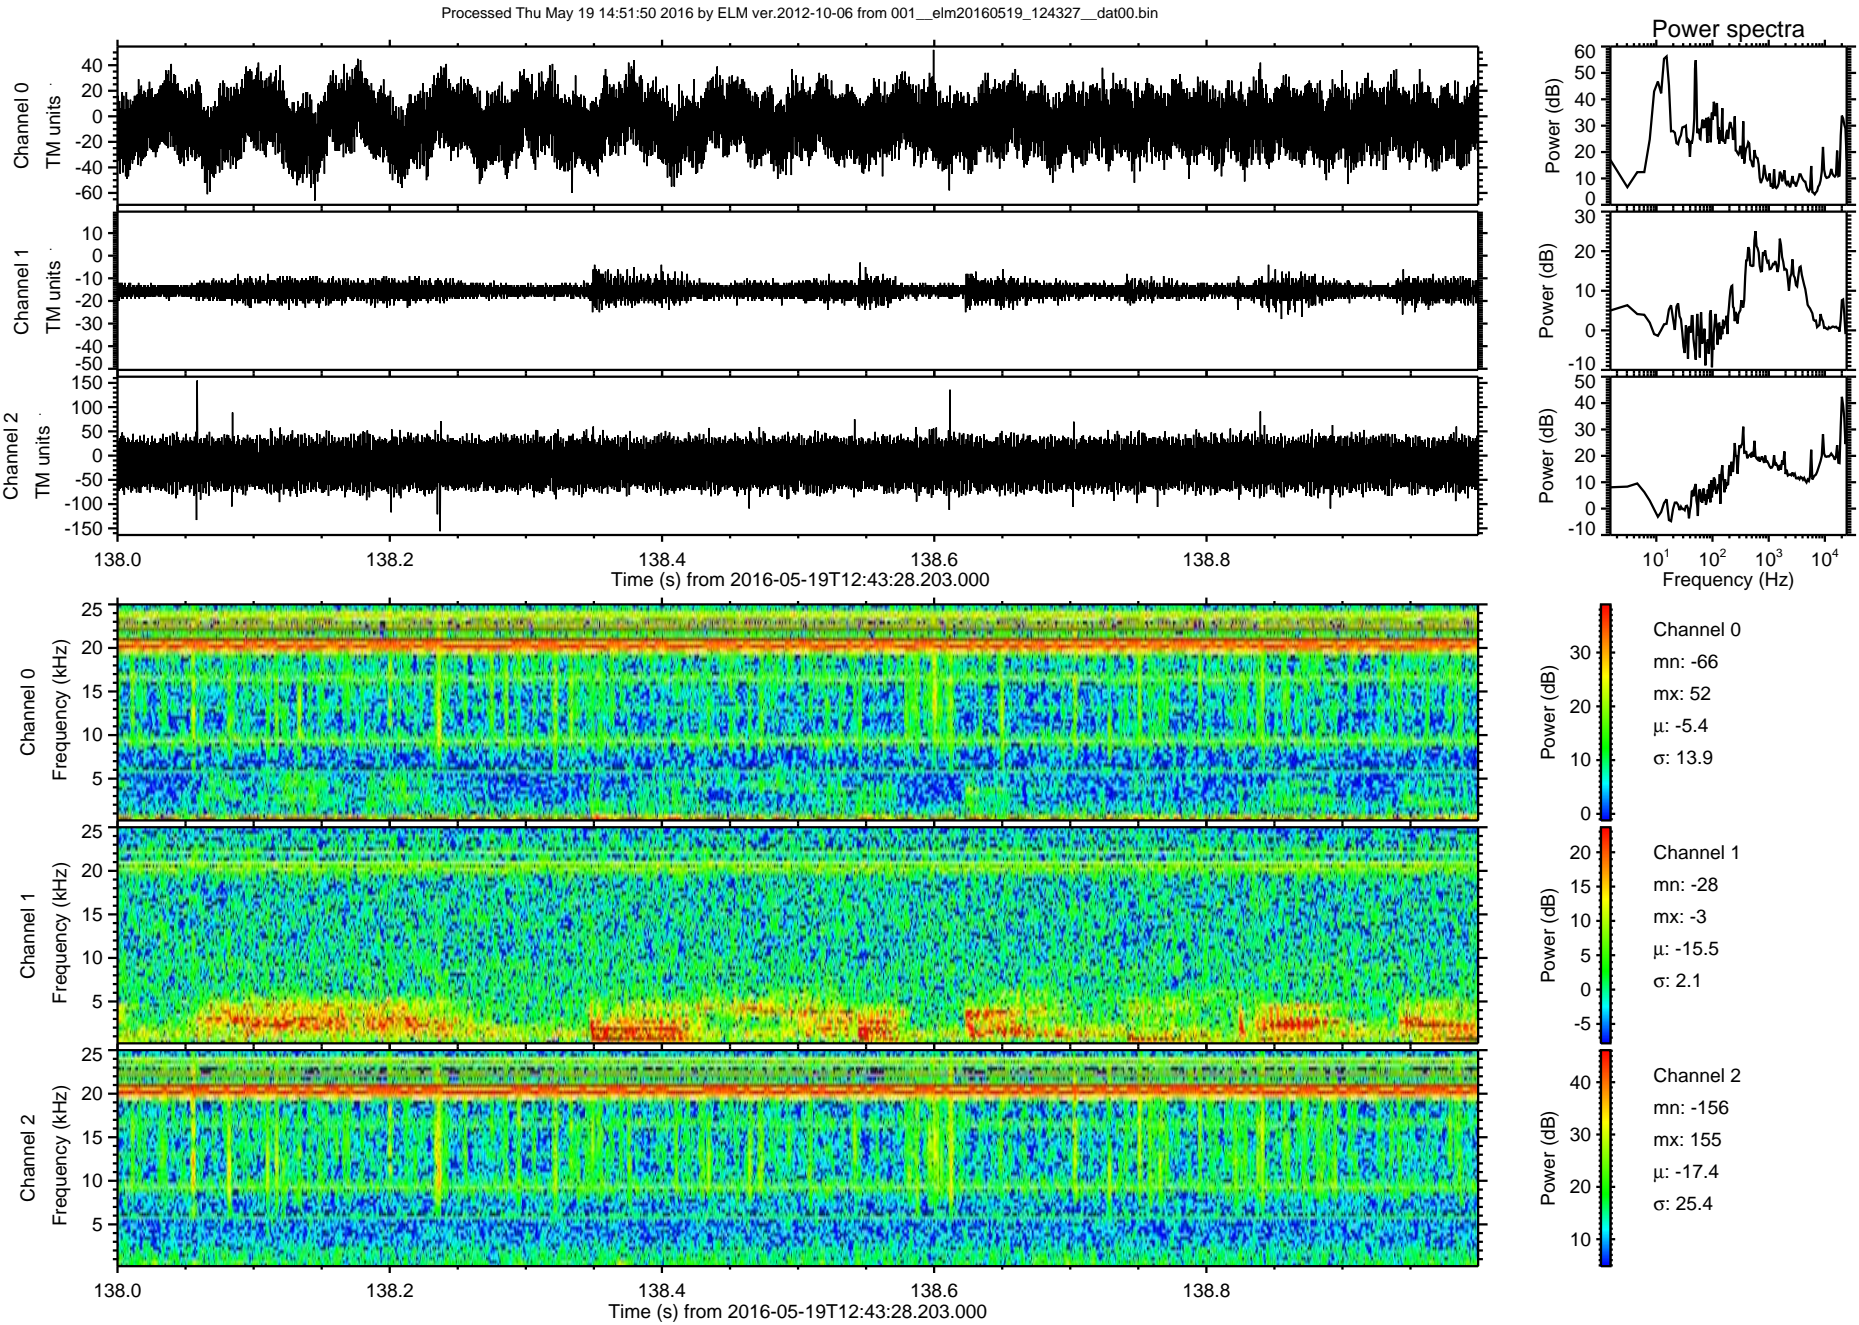 Processed Thu May 19 14:51:50 2016 by ELM ver.2012-10-06 from 001__elm20160519_124327__dat00.bin
Power spectra
Channel 0
TM units
40
20
0
-20
-40
-60
Power (dB)
60
50
40
30
20
10
0
Channel 1
TM units
10
0
-10
-20
-30
-40
-50
Power (dB)
30
20
10
0
-10
Channel 2
TM units
150
100
50
0
-50
-100
-150
Power (dB)
50
40
30
20
10
0
-10
138.0 138.2 138.4 138.6 138.8
Time (s) from 2016-05-19T12:43:28.203.000
10^1 10^2 10^3 10^4
Frequency (Hz)
Channel 0
Frequency (kHz)
25
20
15
10
5
Power (dB)
30
20
10
0
Channel 0
mn: -66
mx: 52
µ: -5.4
σ: 13.9
Channel 1
Frequency (kHz)
25
20
15
10
5
Power (dB)
20
15
10
5
0
-5
Channel 1
mn: -28
mx: -3
µ: -15.5
σ: 2.1
Channel 2
Frequency (kHz)
25
20
15
10
5
Power (dB)
40
30
20
10
Channel 2
mn: -156
mx: 155
µ: -17.4
σ: 25.4
138.0 138.2 138.4 138.6 138.8
Time (s) from 2016-05-19T12:43:28.203.000